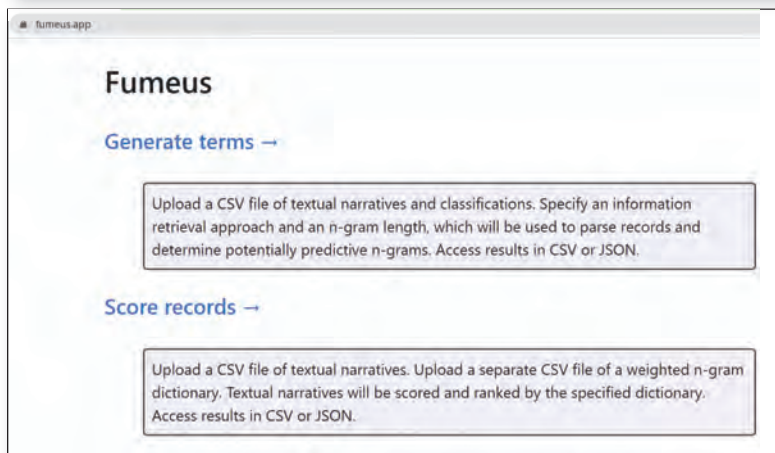 fumeus.app
Fumeus
Generate terms →
Upload a CSV file of textual narratives and classifications. Specify an information
retrieval approach and an n-gram length, which will be used to parse records and
determine potentially predictive n-grams. Access results in CSV or JSON.
Score records →
Upload a CSV file of textual narratives. Upload a separate CSV file of a weighted n-gram
dictionary. Textual narratives will be scored and ranked by the specified dictionary.
Access results in CSV or JSON.